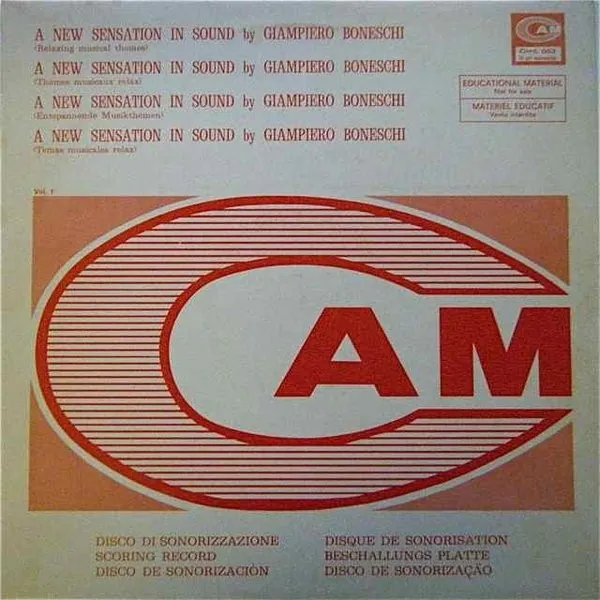 A NEW SENSATION IN SOUND by GIAMPIERO BONESCHI
(Relaxing musical themes)
A NEW SENSATION IN SOUND by GIAMPIERO BONESCHI
(Thèmes musicaux relax)
A NEW SENSATION IN SOUND by GIAMPIERO BONESCHI
(Entspannende Musikthemen)
A NEW SENSATION IN SOUND by GIAMPIERO BONESCHI
(Temas musicales relax)
CAM
EDUCATIONAL MATERIAL
Not for sale
MATERIEL EDUCATIF
Vente interdite
CAM
DISCO DI SONORIZZAZIONE
SCORING RECORD
DISCO DE SONORIZACIÒN
DISQUE DE SONORISATION
BESCHALLUNGS PLATTE
DISCO DE SONORIZAÇÃO